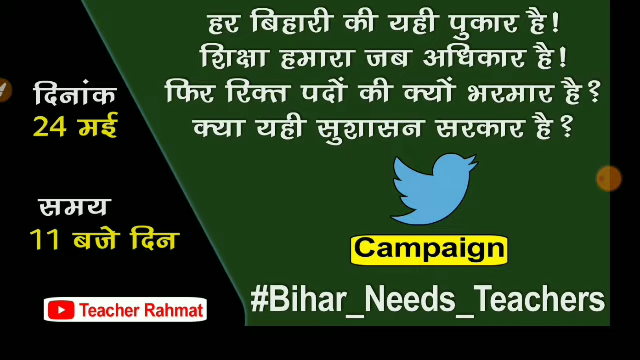 हर बिहारी की यही पुकार है!
शिक्षा हमारा जब अधिकार है!
फिर रिक्त पदों की क्यों भरमार है?
क्या यही सुशासन सरकार है?
दिनांक
24 मई
समय
11 बजे दिन
Campaign
#Bihar_Needs_Teachers
Teacher Rahmat